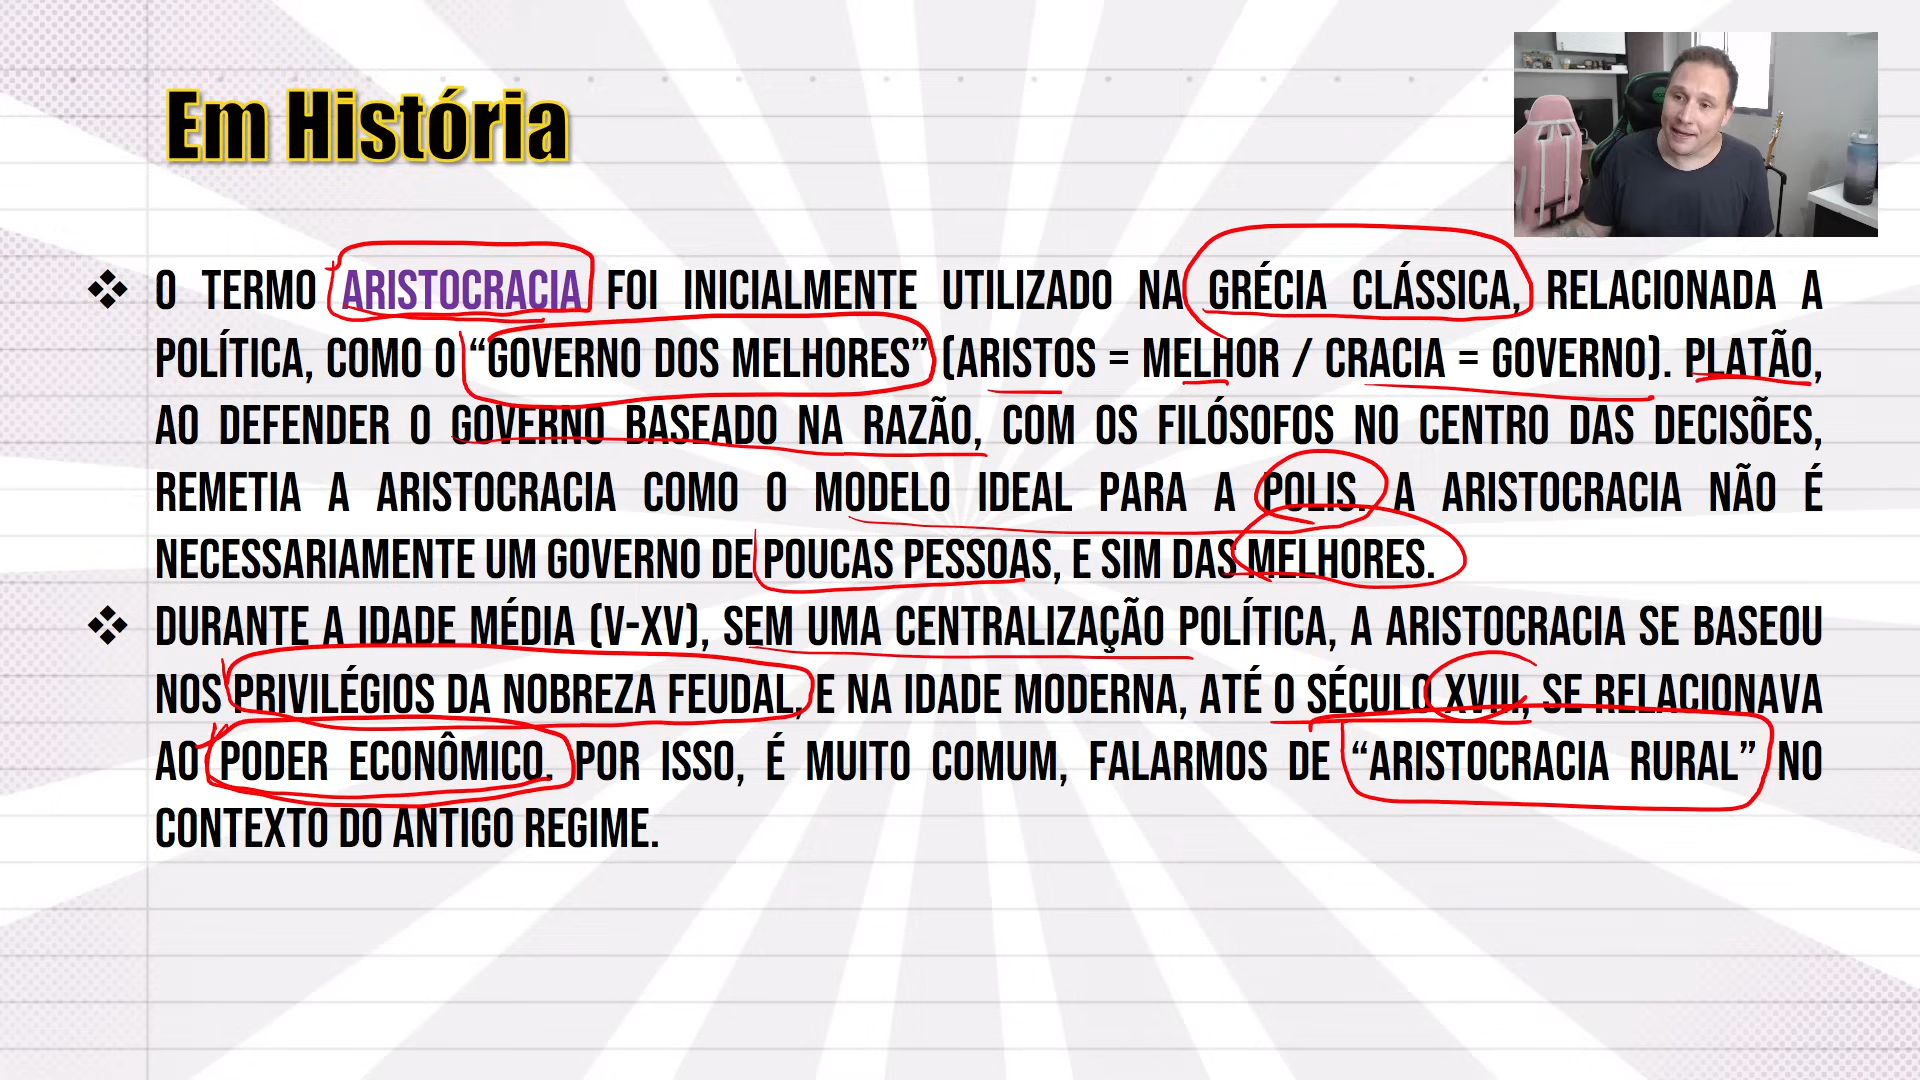 Em História
O TERMO ARISTOCRACIA FOI INICIALMENTE UTILIZADO NA GRÉCIA CLÁSSICA, RELACIONADA A
POLÍTICA, COMO O “GOVERNO DOS MELHORES” (ARISTOS = MELHOR / CRACIA = GOVERNO). PLATÃO,
AO DEFENDER O GOVERNO BASEADO NA RAZÃO, COM OS FILÓSOFOS NO CENTRO DAS DECISÕES,
REMETIA A ARISTOCRACIA COMO O MODELO IDEAL PARA A POLIS. A ARISTOCRACIA NÃO É
NECESSARIAMENTE UM GOVERNO DE POUCAS PESSOAS, E SIM DAS MELHORES.
DURANTE A IDADE MÉDIA (V-XV), SEM UMA CENTRALIZAÇÃO POLÍTICA, A ARISTOCRACIA SE BASEOU
NOS PRIVILÉGIOS DA NOBREZA FEUDAL, E NA IDADE MODERNA, ATÉ O SÉCULO XVIII, SE RELACIONAVA
AO PODER ECONÔMICO. POR ISSO, É MUITO COMUM, FALARMOS DE “ARISTOCRACIA RURAL” NO
CONTEXTO DO ANTIGO REGIME.